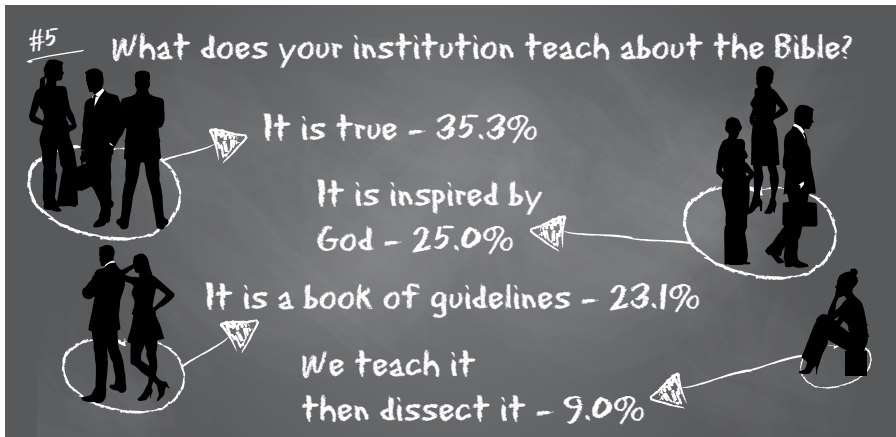 #5
What does your institution teach about the Bible?
It is true - 35.3%
It is inspired by
God - 25.0%
It is a book of guidelines - 23.1%
We teach it
then dissect it - 9.0%